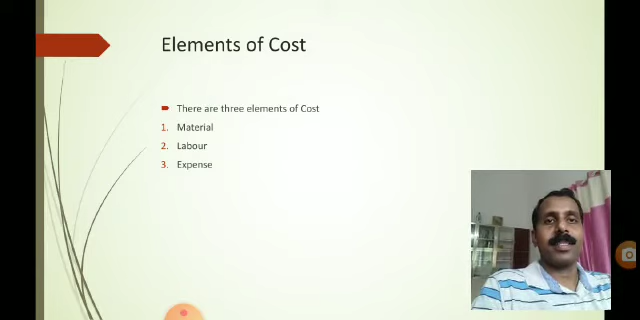 Elements of Cost
There are three elements of Cost
1. Material
2. Labour
3. Expense